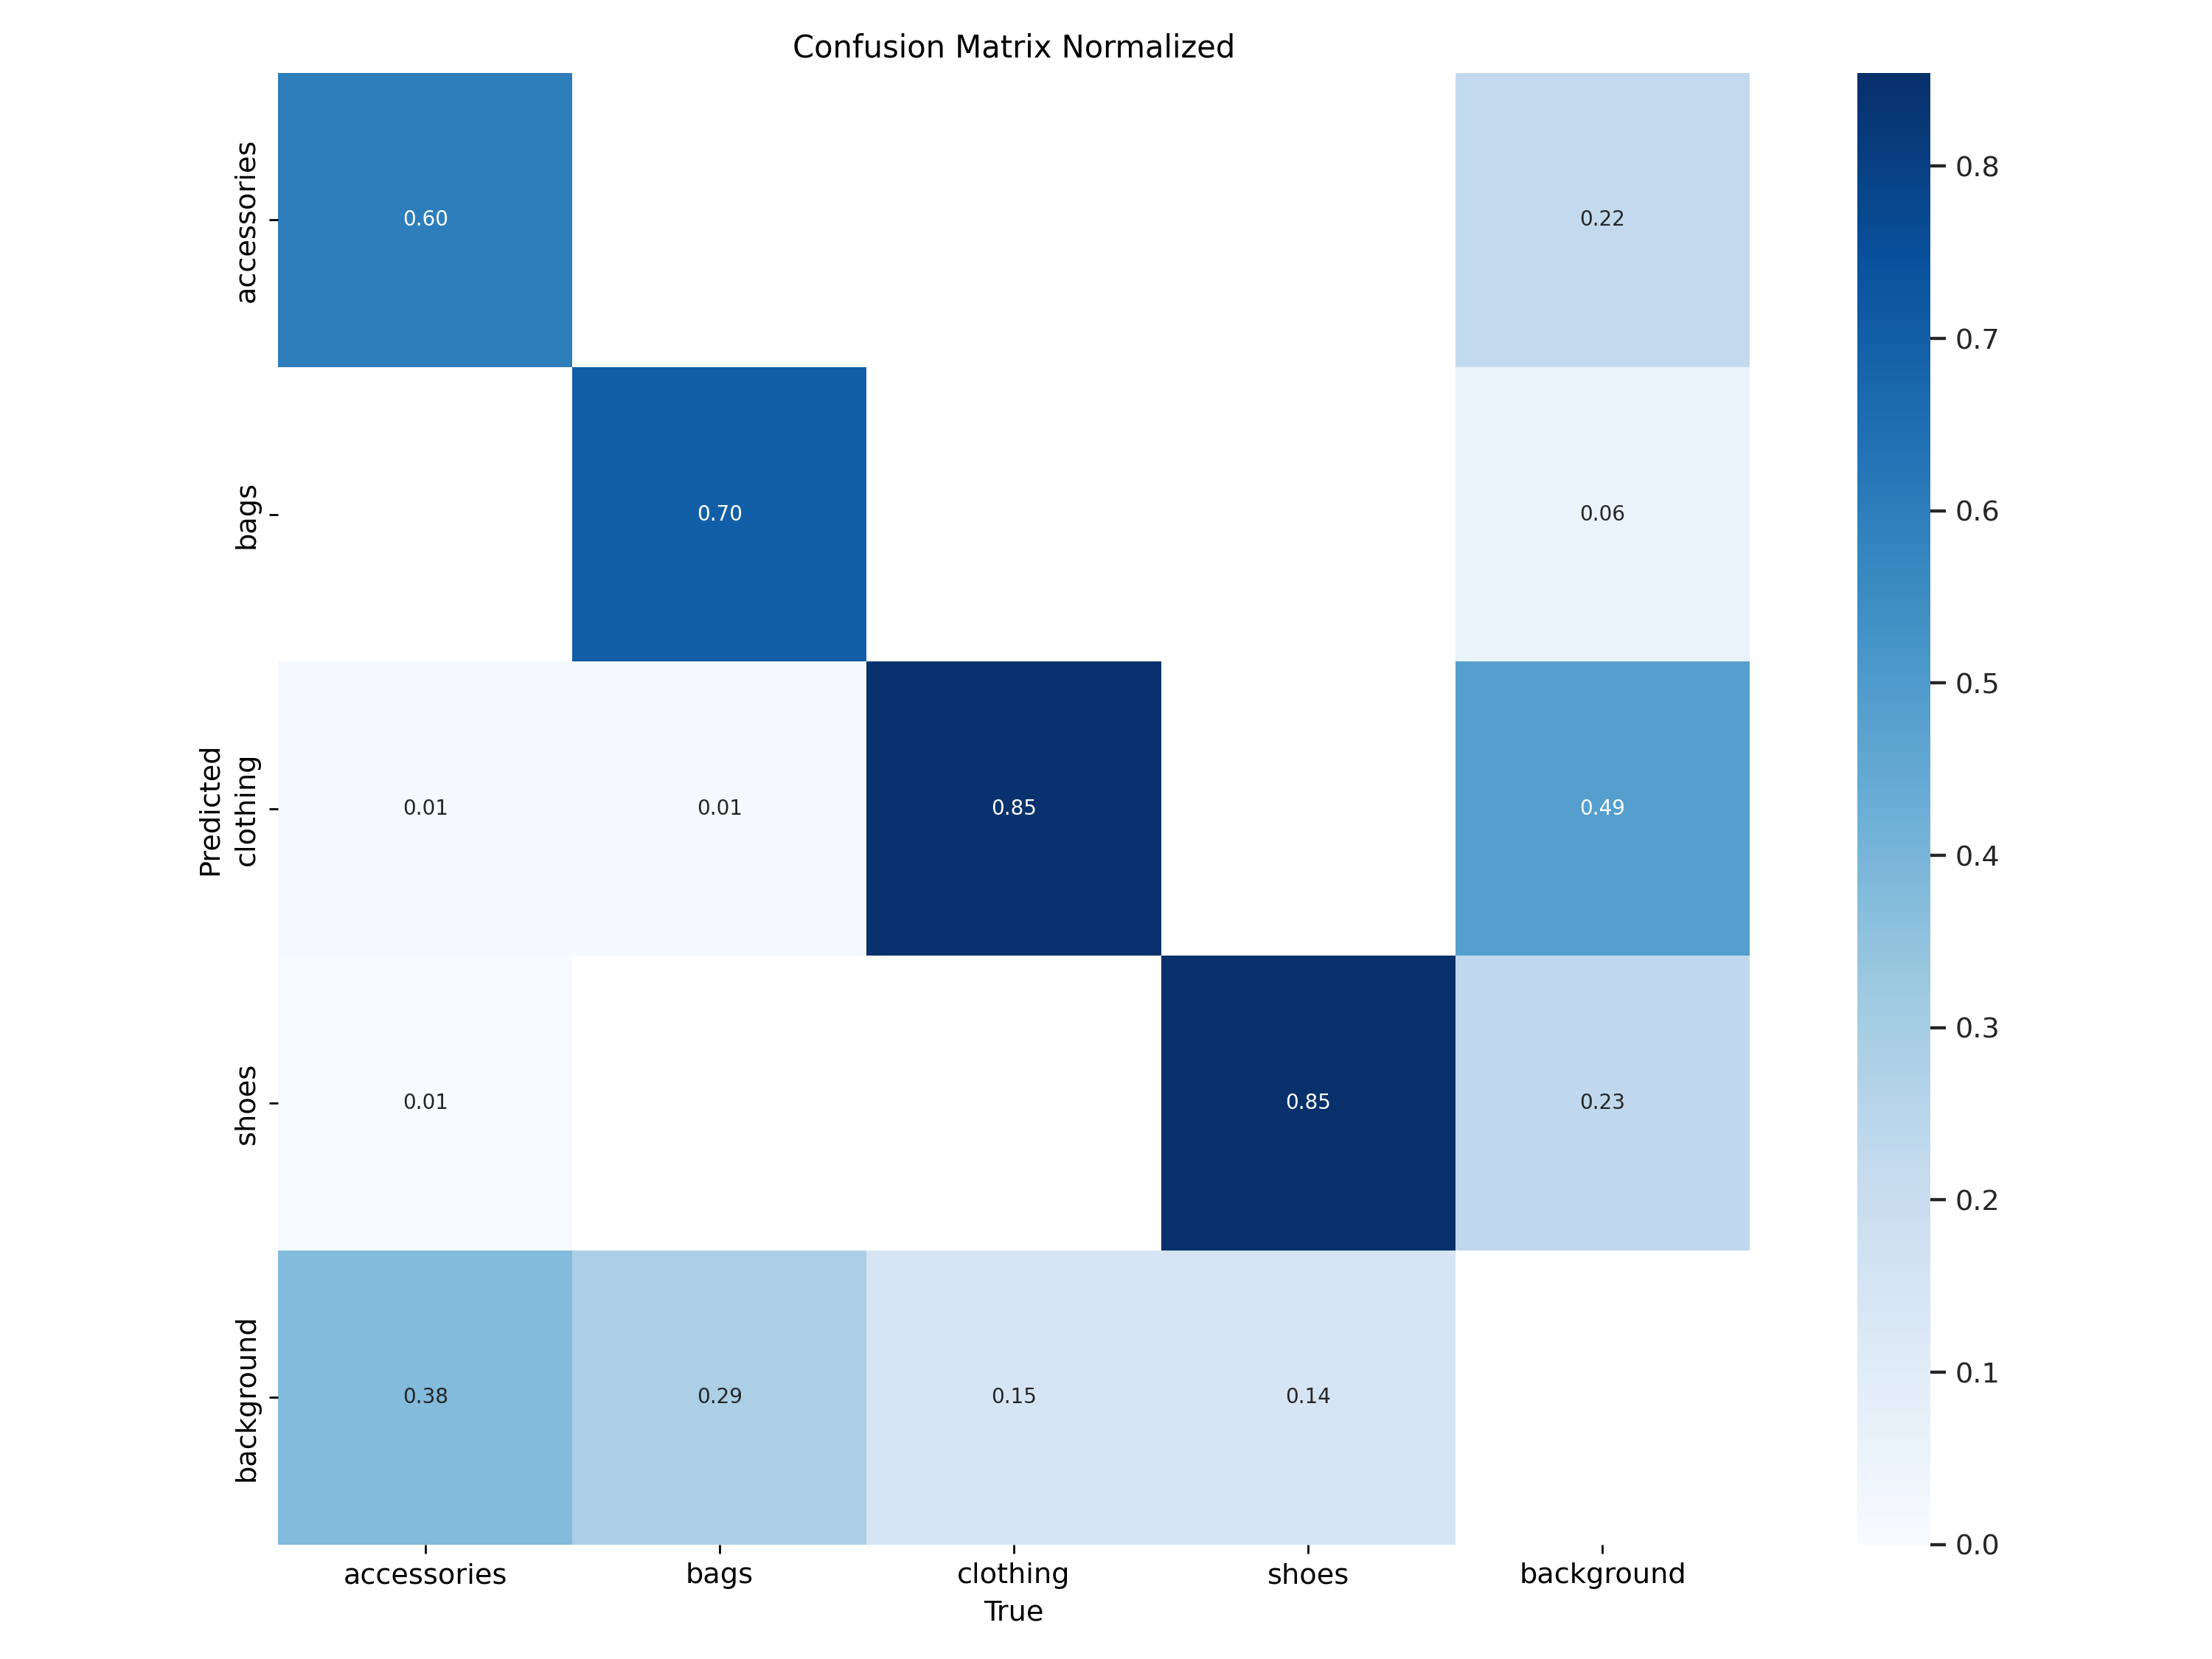 Confusion Matrix Normalized
accessories
0.60
0.22
bags
0.70
0.06
Predicted
clothing
0.01
0.01
0.85
0.49
shoes
0.01
0.85
0.23
background
0.38
0.29
0.15
0.14
accessories
bags
clothing
shoes
background
True
0.8
0.7
0.6
0.5
0.4
0.3
0.2
0.1
0.0